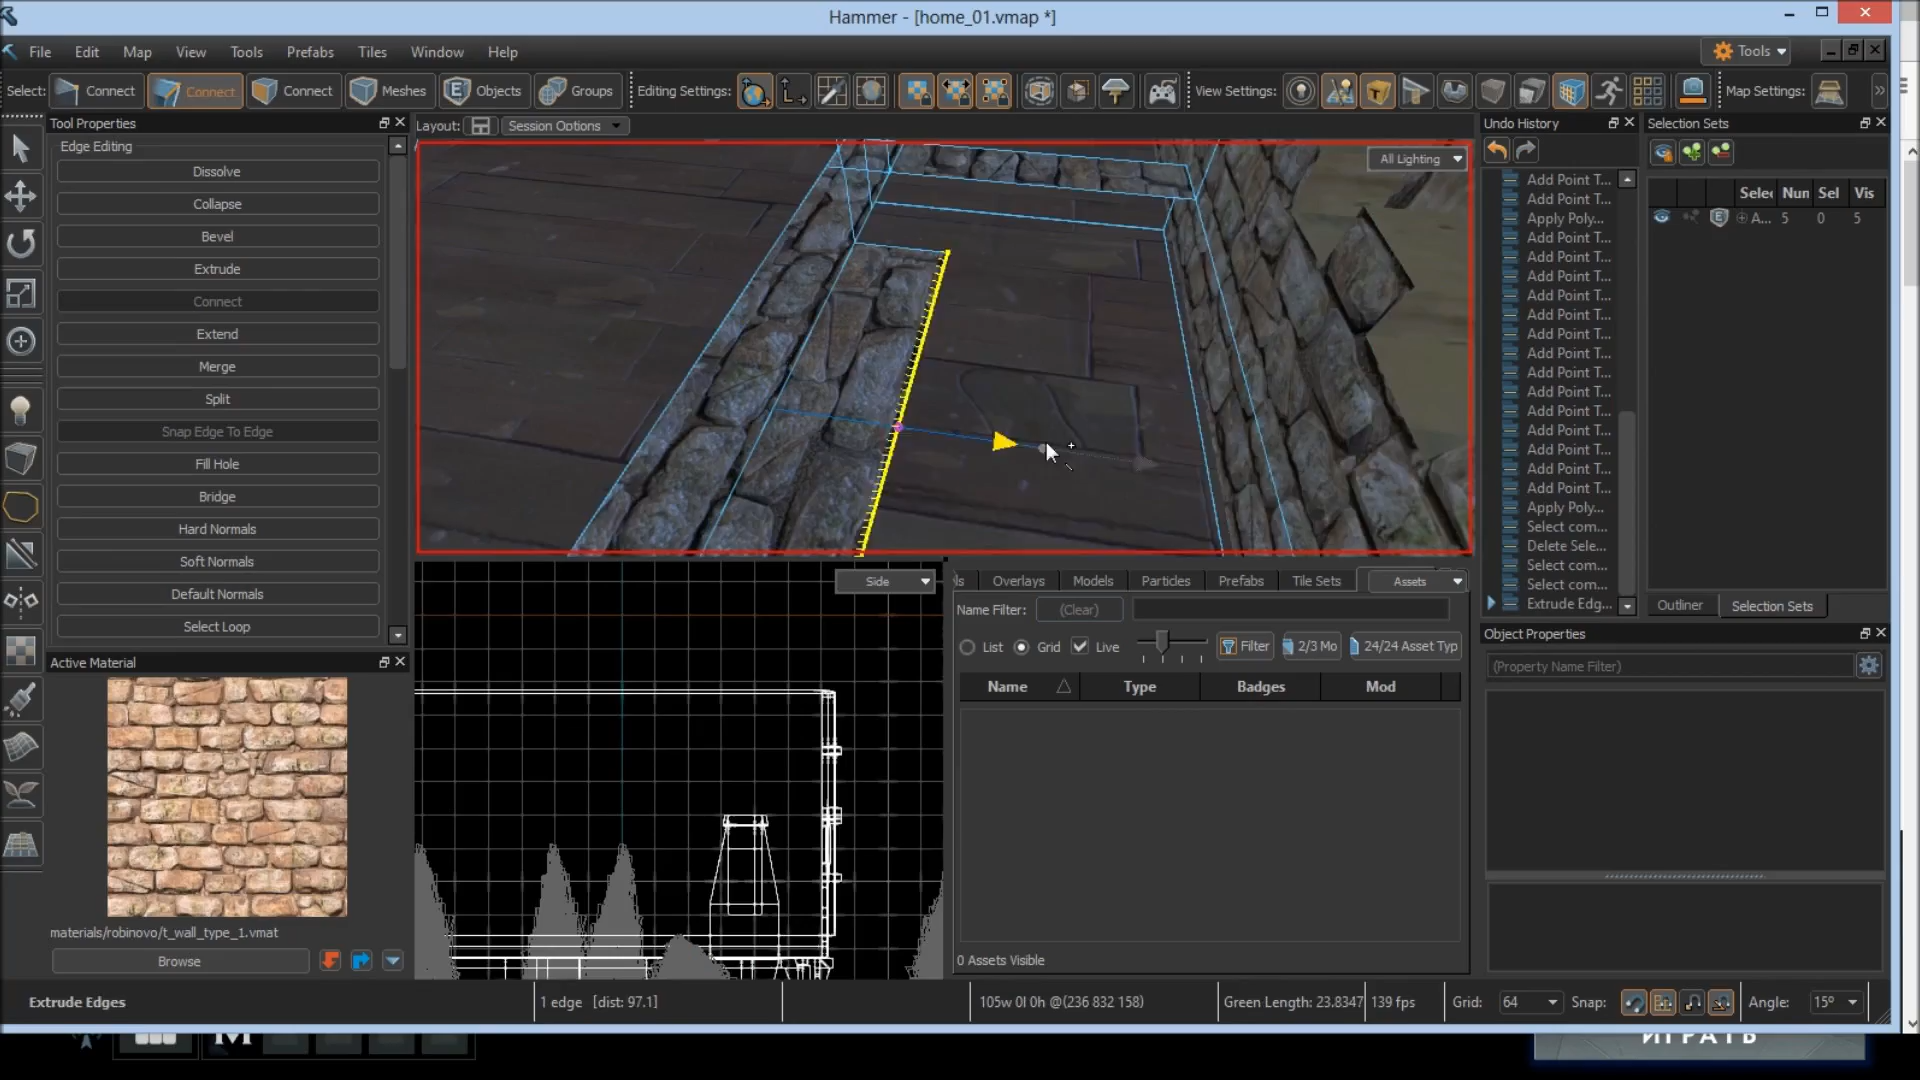 Hammer - [home_01.vmap *]
File Edit Map View Tools Prefabs Tiles Window Help
Tools
Select: Connect Connect Connect Meshes Objects Groups Editing Settings: View Settings: Map Settings: »
Tool Properties
Layout: Session Options
Undo History
Selection Sets
Edge Editing
Dissolve
Collapse
Bevel
Extrude
Connect
Extend
Merge
Split
Snap Edge To Edge
Fill Hole
Bridge
Hard Normals
Soft Normals
Default Normals
Select Loop
All Lighting
Add Point T...
Add Point T...
Apply Poly...
Add Point T...
Add Point T...
Add Point T...
Add Point T...
Add Point T...
Add Point T...
Add Point T...
Add Point T...
Add Point T...
Add Point T...
Add Point T...
Add Point T...
Add Point T...
Add Point T...
Apply Poly...
Select com...
Delete Sele...
Select com...
Select com...
Extrude Edg...
Selec Nun Sel Vis
A... 5 0 5
Outliner Selection Sets
Active Material
materials/robinovo/t_wall_type_1.vmat
Browse
Side
ls Overlays Models Particles Prefabs Tile Sets Assets
Name Filter: (Clear)
List Grid Live Filter 2/3 Mo 24/24 Asset Typ
Name Type Badges Mod
0 Assets Visible
Object Properties
(Property Name Filter)
Extrude Edges
1 edge [dist: 97.1]
105w 0l 0h @(236 832 158)
Green Length: 23.8347
139 fps
Grid: 64
Snap:
Angle: 15º
M
ИГРАТЬ